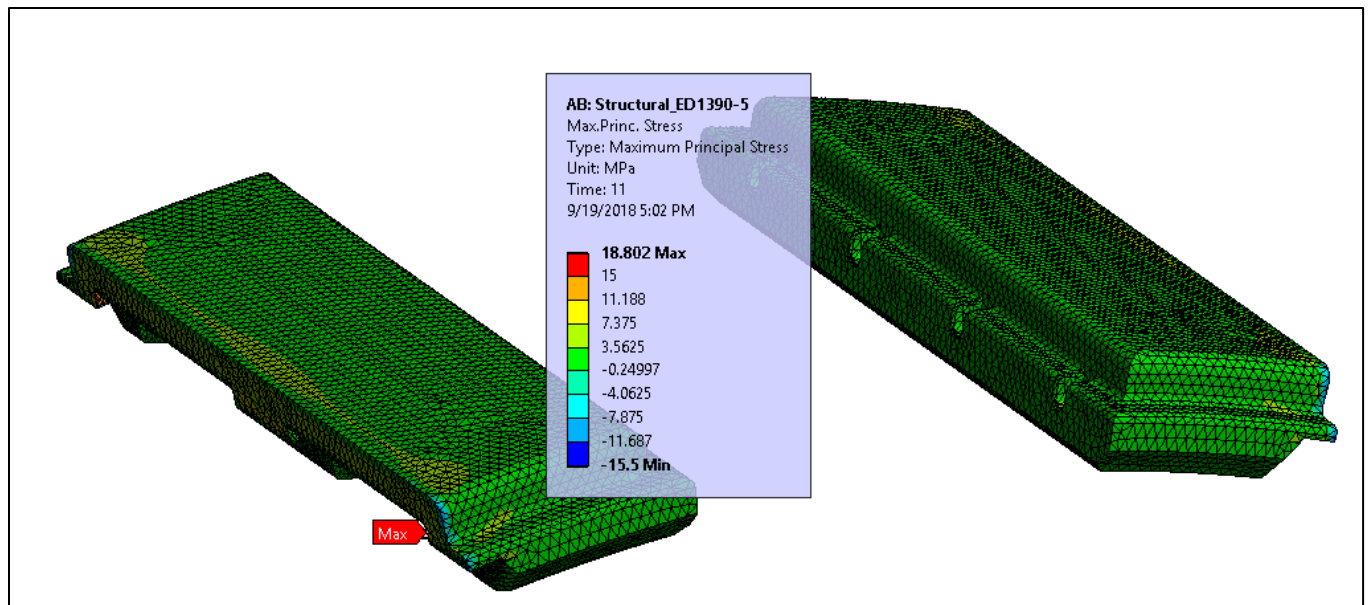 AB: Structural_ED1390-5
Max.Princ. Stress
Type: Maximum Principal Stress
Unit: MPa
Time: 11
9/19/2018 5:02 PM
18.802 Max
15
11.188
7.375
3.5625
-0.24997
-4.0625
-7.875
-11.687
-15.5 Min
Max